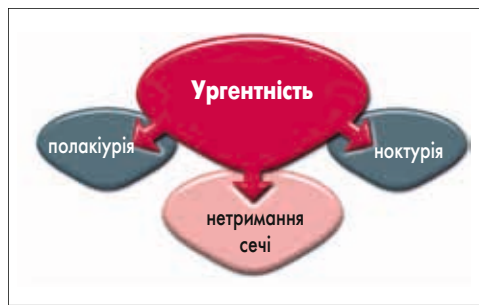 Ургентність
полакіурія
ноктурія
нетримання
сечі